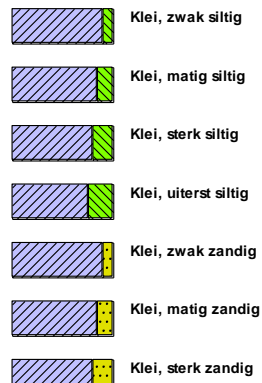 Klei, zwak siltig
Klei, matig siltig
Klei, sterk siltig
Klei, uiterst siltig
Klei, zwak zandig
Klei, matig zandig
Klei, sterk zandig